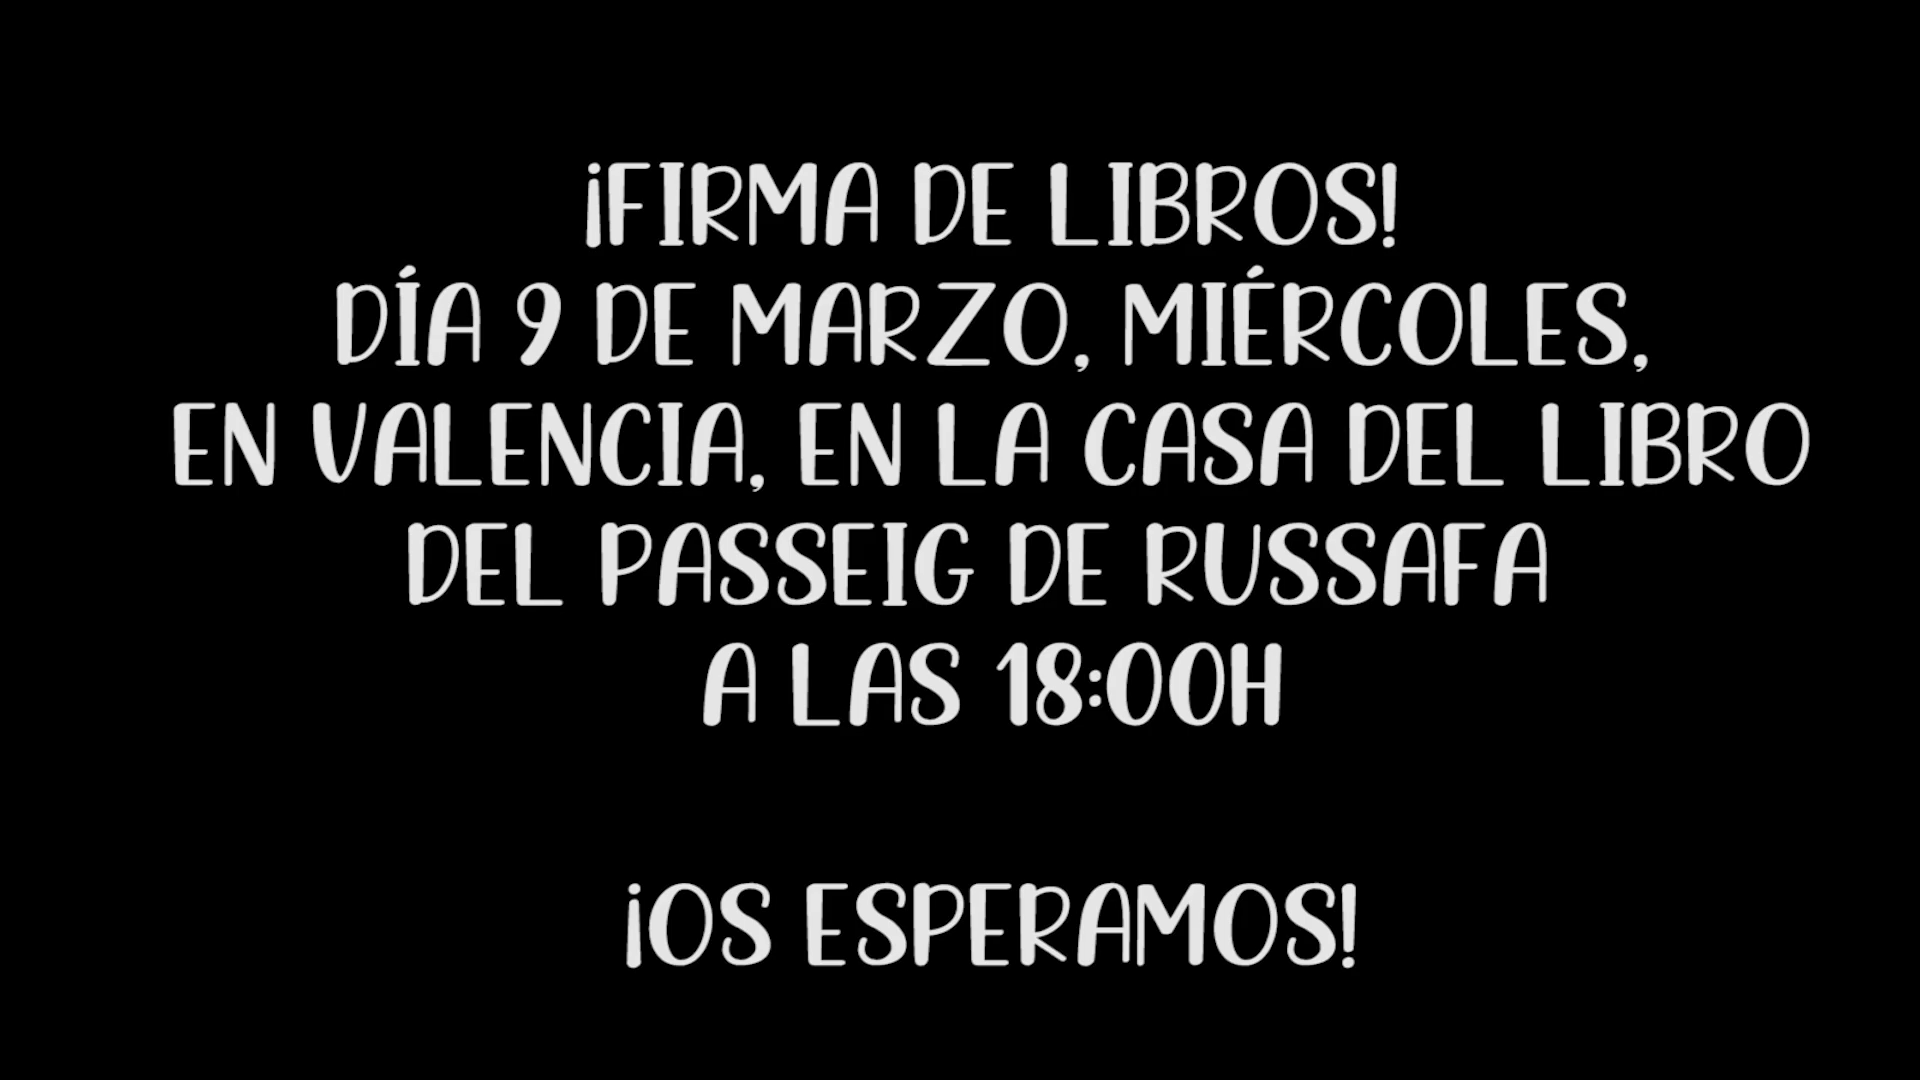 ¡FIRMA DE LIBROS!
DÍA 9 DE MARZO, MIÉRCOLES,
EN VALENCIA, EN LA CASA DEL LIBRO
DEL PASSEIG DE RUSSAFA
A LAS 18:00H
¡OS ESPERAMOS!